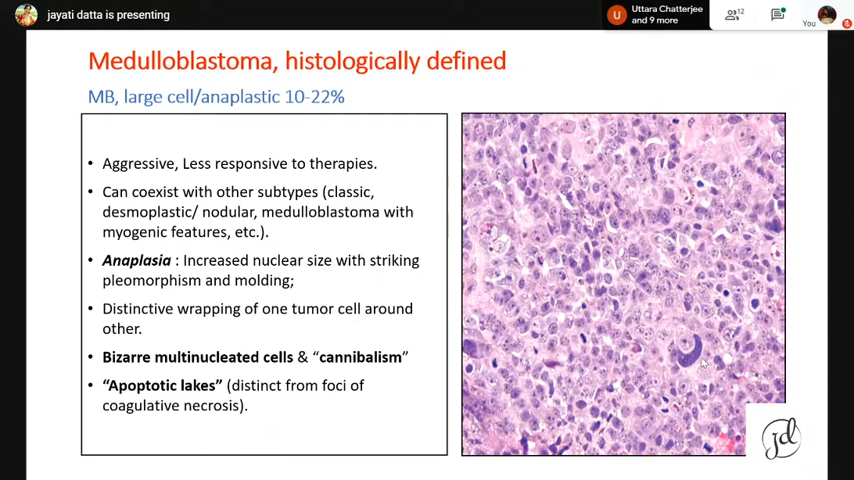 jayati datta is presenting
U
Uttara Chatterjee
and 9 more
12
You
Medulloblastoma, histologically defined
MB, large cell/anaplastic 10-22%
• Aggressive, Less responsive to therapies.
• Can coexist with other subtypes (classic,
desmoplastic/ nodular, medulloblastoma with
myogenic features, etc.).
• Anaplasia : Increased nuclear size with striking
pleomorphism and molding;
• Distinctive wrapping of one tumor cell around
other.
• Bizarre multinucleated cells & “cannibalism”
• “Apoptotic lakes” (distinct from foci of
coagulative necrosis).
jd